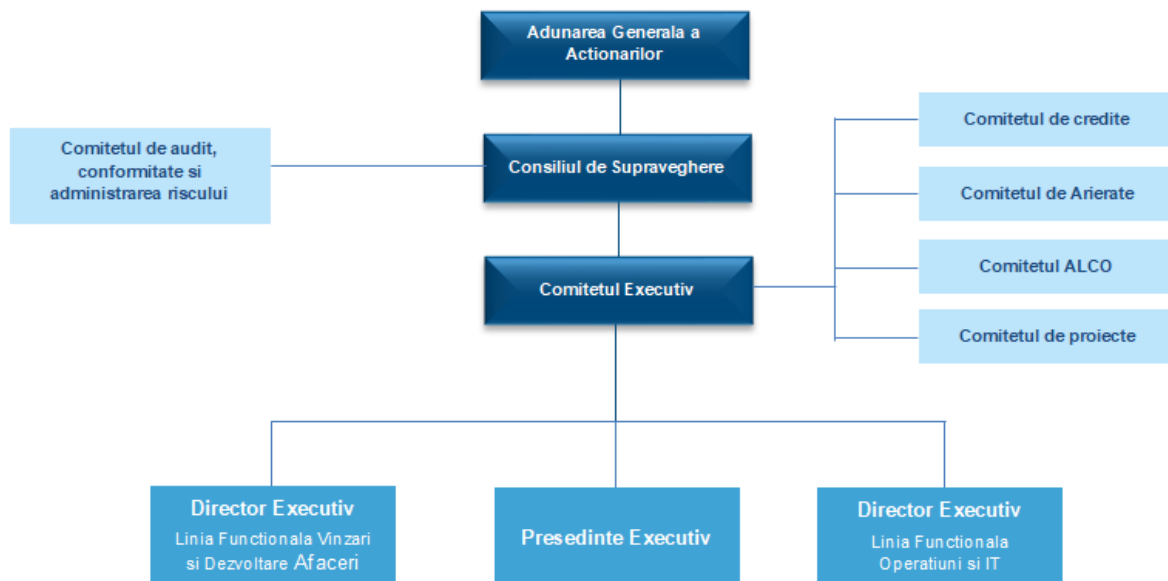 Adunarea Generala a
Actionarilor
Comitetul de audit,
conformitate si
administrarea riscului
Consiliul de Supraveghere
Comitetul de credite
Comitetul de Arierate
Comitetul Executiv
Comitetul ALCO
Comitetul de proiecte
Director Executiv
Linia Functionala Vinzari
si Dezvoltare Afaceri
Presedinte Executiv
Director Executiv
Linia Functionala
Operatiuni si IT